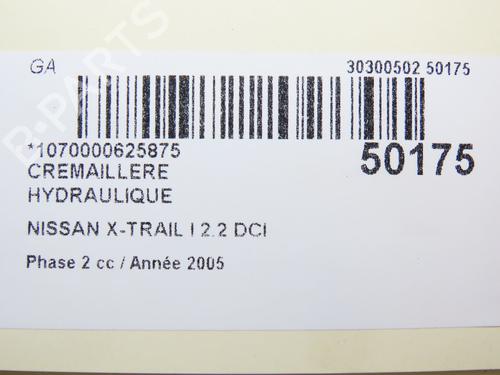 GA
30300502 50175
*1070000625875
50175
CREMAILLERE
HYDRAULIQUE
NISSAN X-TRAIL I 2.2 DCI
Phase 2 cc / Année 2005
B-PARTS